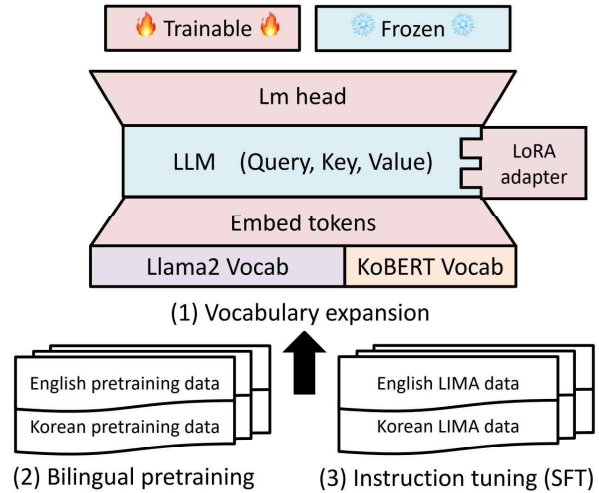 🔥 Trainable 🔥
❄️ Frozen ❄️
Lm head
LLM (Query, Key, Value)
LoRA
adapter
Embed tokens
Llama2 Vocab
KoBERT Vocab
(1) Vocabulary expansion
English pretraining data
Korean pretraining data
English LIMA data
Korean LIMA data
(2) Bilingual pretraining
(3) Instruction tuning (SFT)